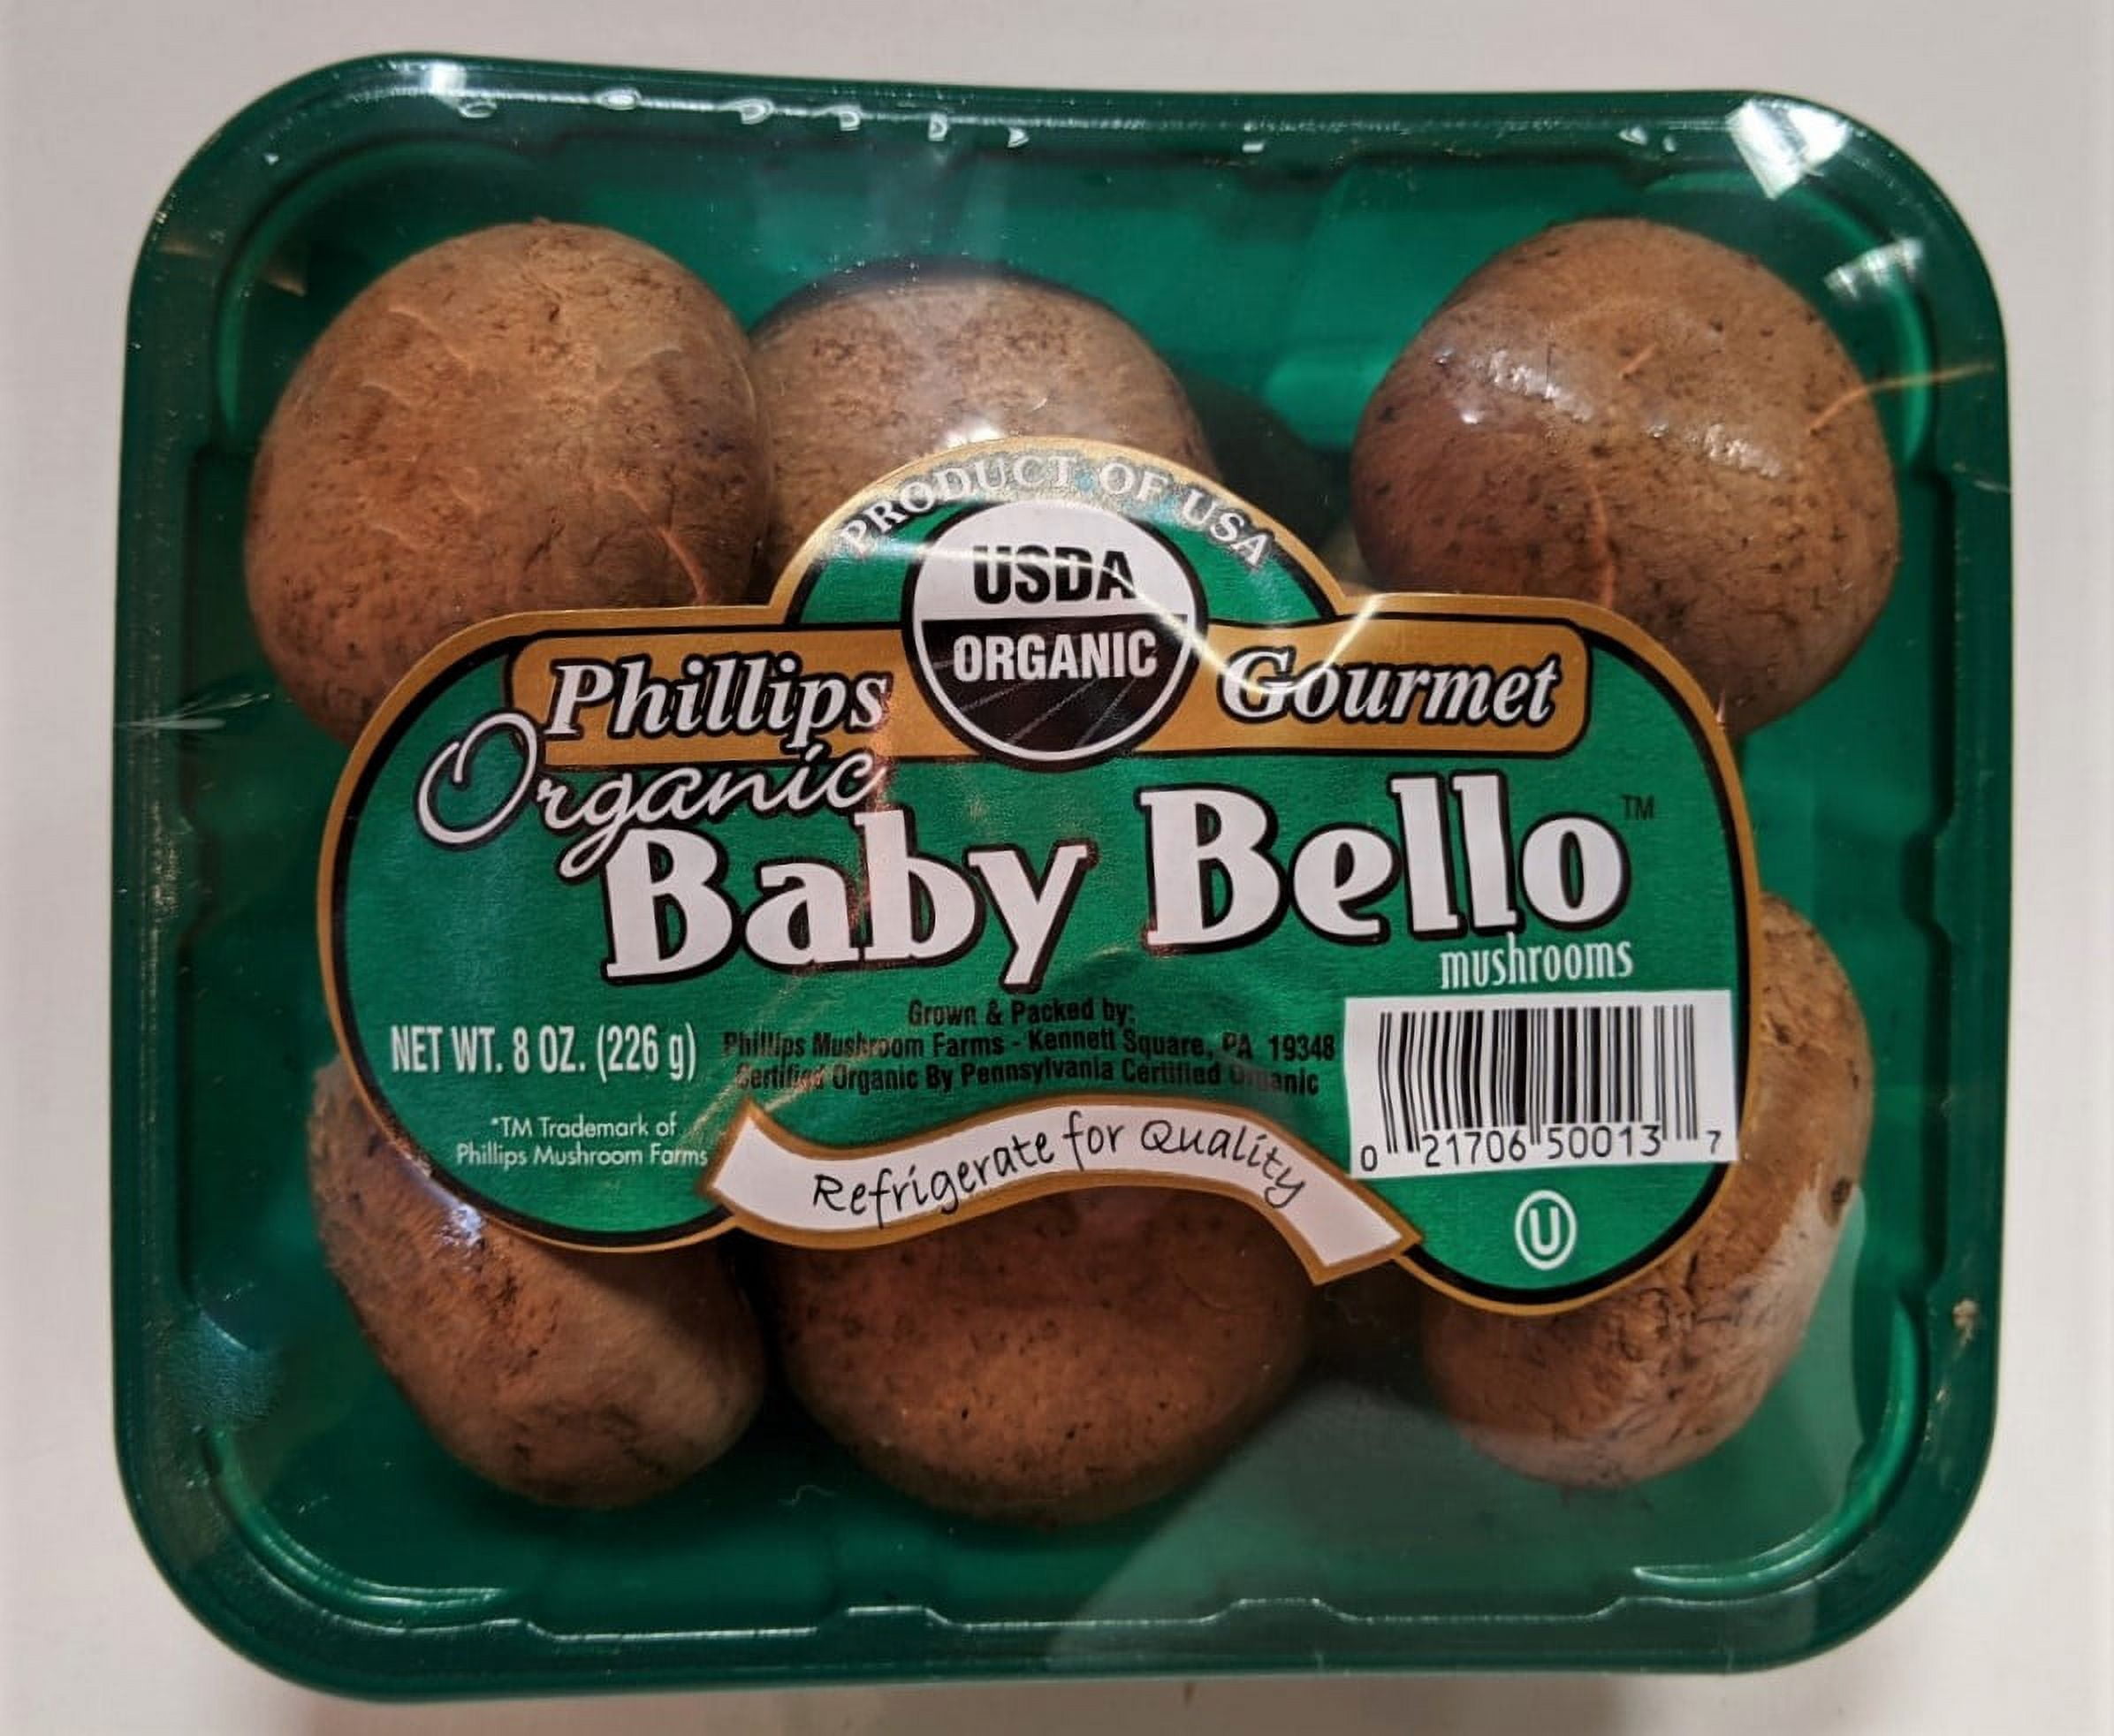 PRODUCT OF USA
USDA
ORGANIC
Phillips Gourmet
Organic
Baby Bello™
mushrooms
Grown & Packed by:
Phillips Mushroom Farms - Kennett Square, PA 19348
Certified Organic By Pennsylvania Certified Organic
NET WT. 8 OZ. (226 g)
*TM Trademark of
Phillips Mushroom Farms
Refrigerate for Quality
0 21706 50013 7
U